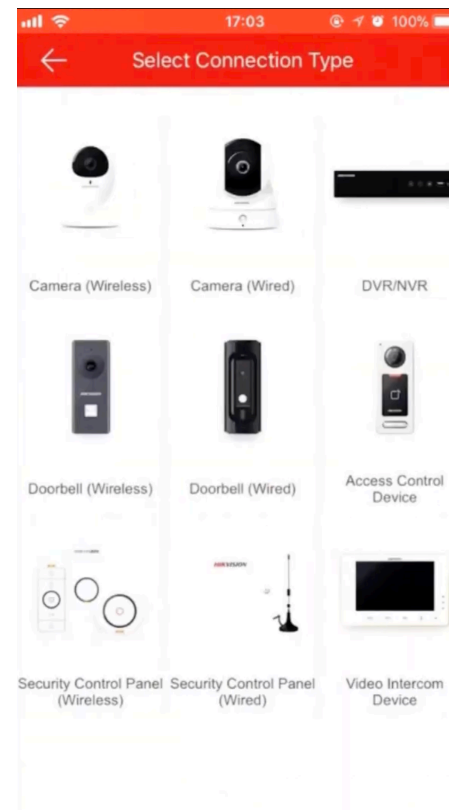 17:03
100%
Select Connection Type
Camera (Wireless)
Camera (Wired)
DVR/NVR
Doorbell (Wireless)
Doorbell (Wired)
Access Control
Device
HIKVISION
Security Control Panel
(Wireless)
Security Control Panel
(Wired)
Video Intercom
Device